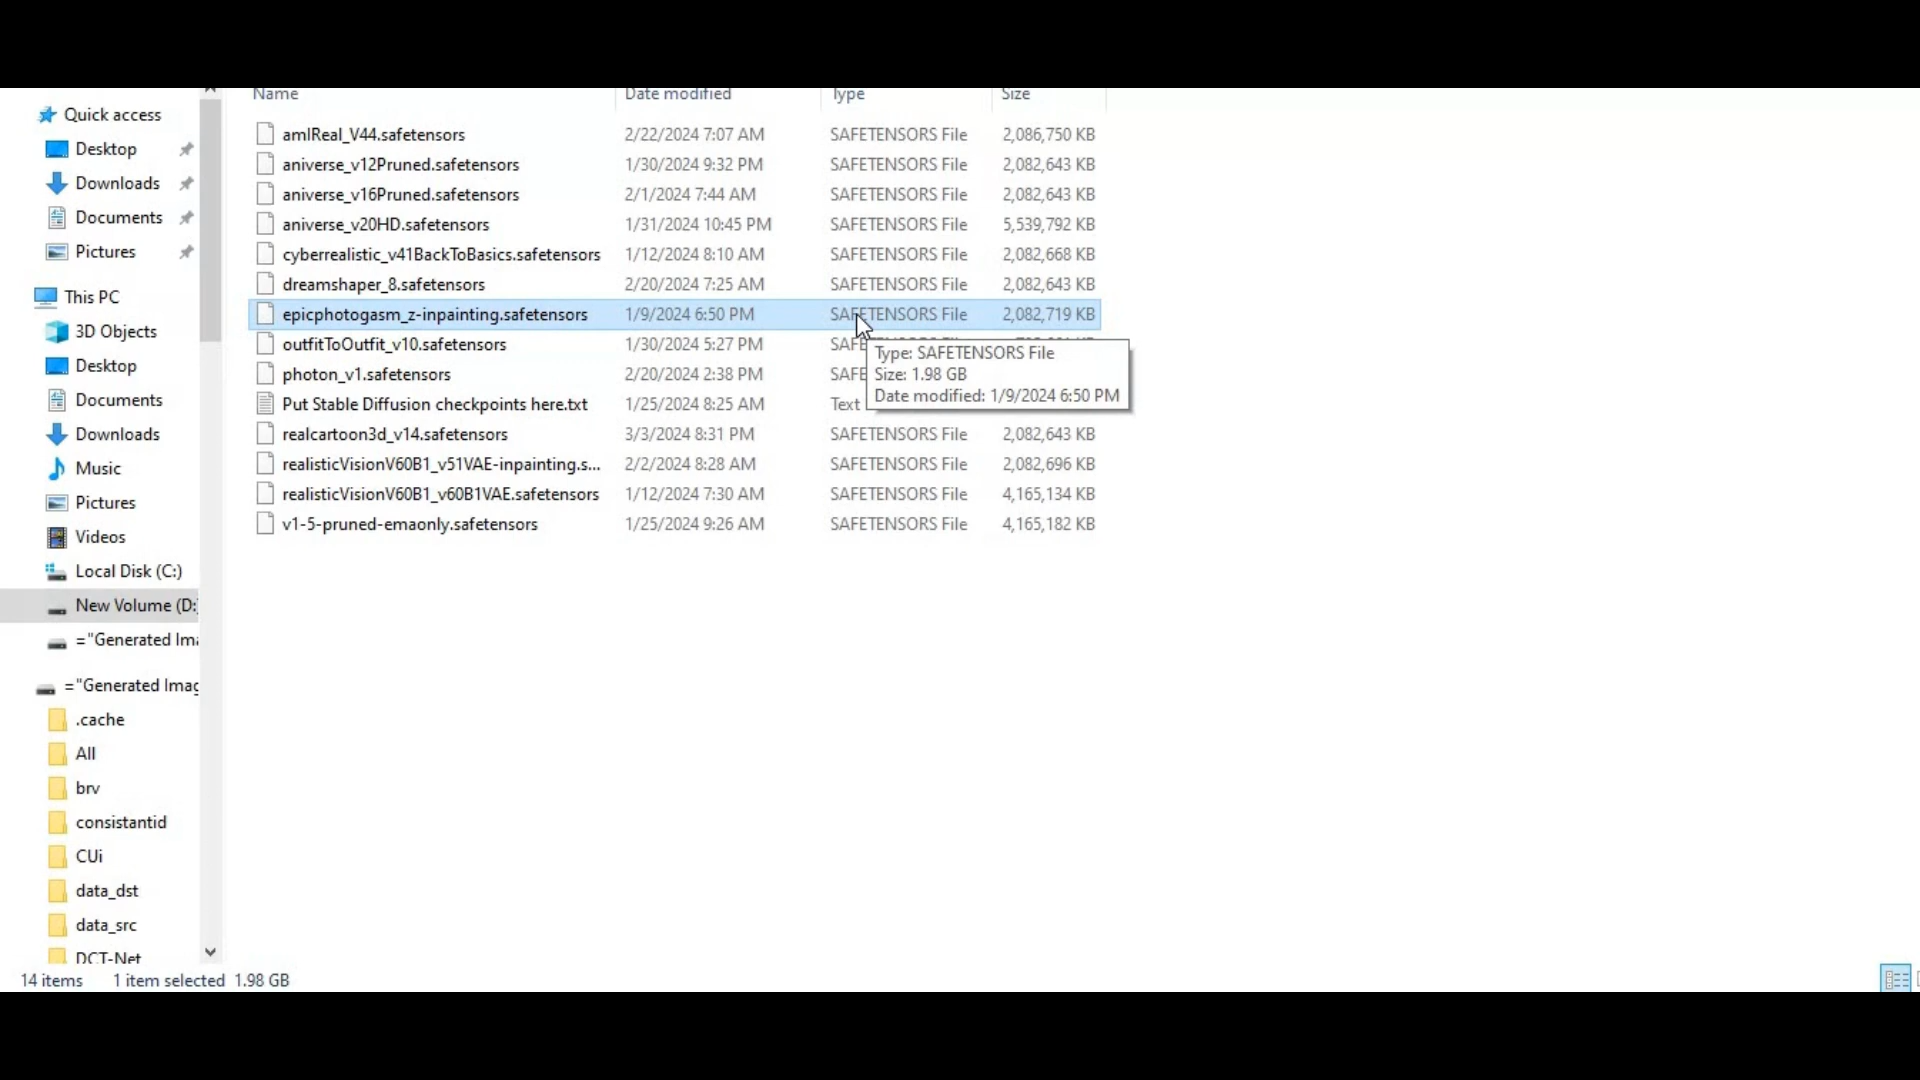 Name Date modified Type Size
Quick access
Desktop
Downloads
Documents
Pictures
This PC
3D Objects
Desktop
Documents
Downloads
Music
Pictures
Videos
Local Disk (C:)
New Volume (D:)
="Generated Ima
="Generated Imag
.cache
All
brv
consistantid
CUi
data_dst
data_src
DCT-Net
amIReal_V44.safetensors 2/22/2024 7:07 AM SAFETENSORS File 2,086,750 KB
aniverse_v12Pruned.safetensors 1/30/2024 9:32 PM SAFETENSORS File 2,082,643 KB
aniverse_v16Pruned.safetensors 2/1/2024 7:44 AM SAFETENSORS File 2,082,643 KB
aniverse_v20HD.safetensors 1/31/2024 10:45 PM SAFETENSORS File 5,539,792 KB
cyberrealistic_v41BackToBasics.safetensors 1/12/2024 8:10 AM SAFETENSORS File 2,082,668 KB
dreamshaper_8.safetensors 2/20/2024 7:25 AM SAFETENSORS File 2,082,643 KB
epicphotogasm_z-inpainting.safetensors 1/9/2024 6:50 PM SAFETENSORS File 2,082,719 KB
outfitToOutfit_v10.safetensors 1/30/2024 5:27 PM SAFE
photon_v1.safetensors 2/20/2024 2:38 PM SAFE
Put Stable Diffusion checkpoints here.txt 1/25/2024 8:25 AM Text
realcartoon3d_v14.safetensors 3/3/2024 8:31 PM SAFETENSORS File 2,082,643 KB
realisticVisionV60B1_v51VAE-inpainting.s... 2/2/2024 8:28 AM SAFETENSORS File 2,082,696 KB
realisticVisionV60B1_v60B1VAE.safetensors 1/12/2024 7:30 AM SAFETENSORS File 4,165,134 KB
v1-5-pruned-emaonly.safetensors 1/25/2024 9:26 AM SAFETENSORS File 4,165,182 KB
Type: SAFETENSORS File
Size: 1.98 GB
Date modified: 1/9/2024 6:50 PM
14 items 1 item selected 1.98 GB